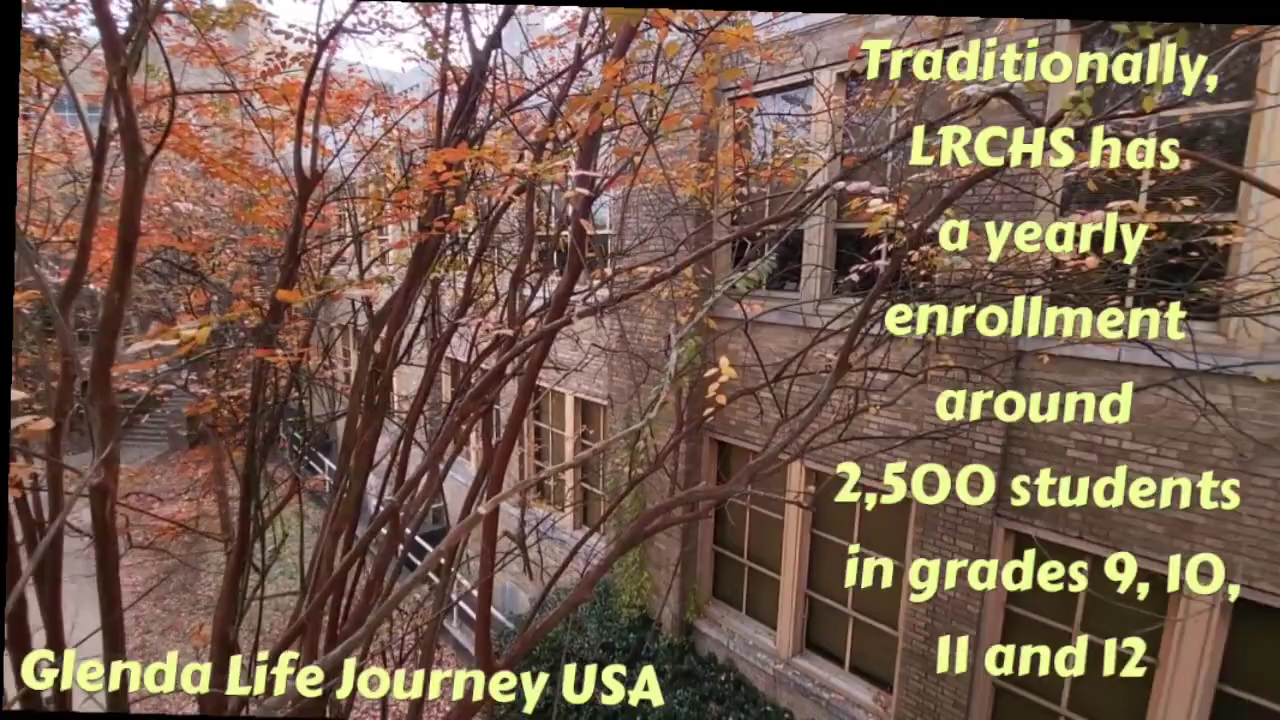 Traditionally,
LRCHS has
a yearly
enrollment
around
2,500 students
in grades 9, 10,
11 and 12
Glenda Life Journey USA